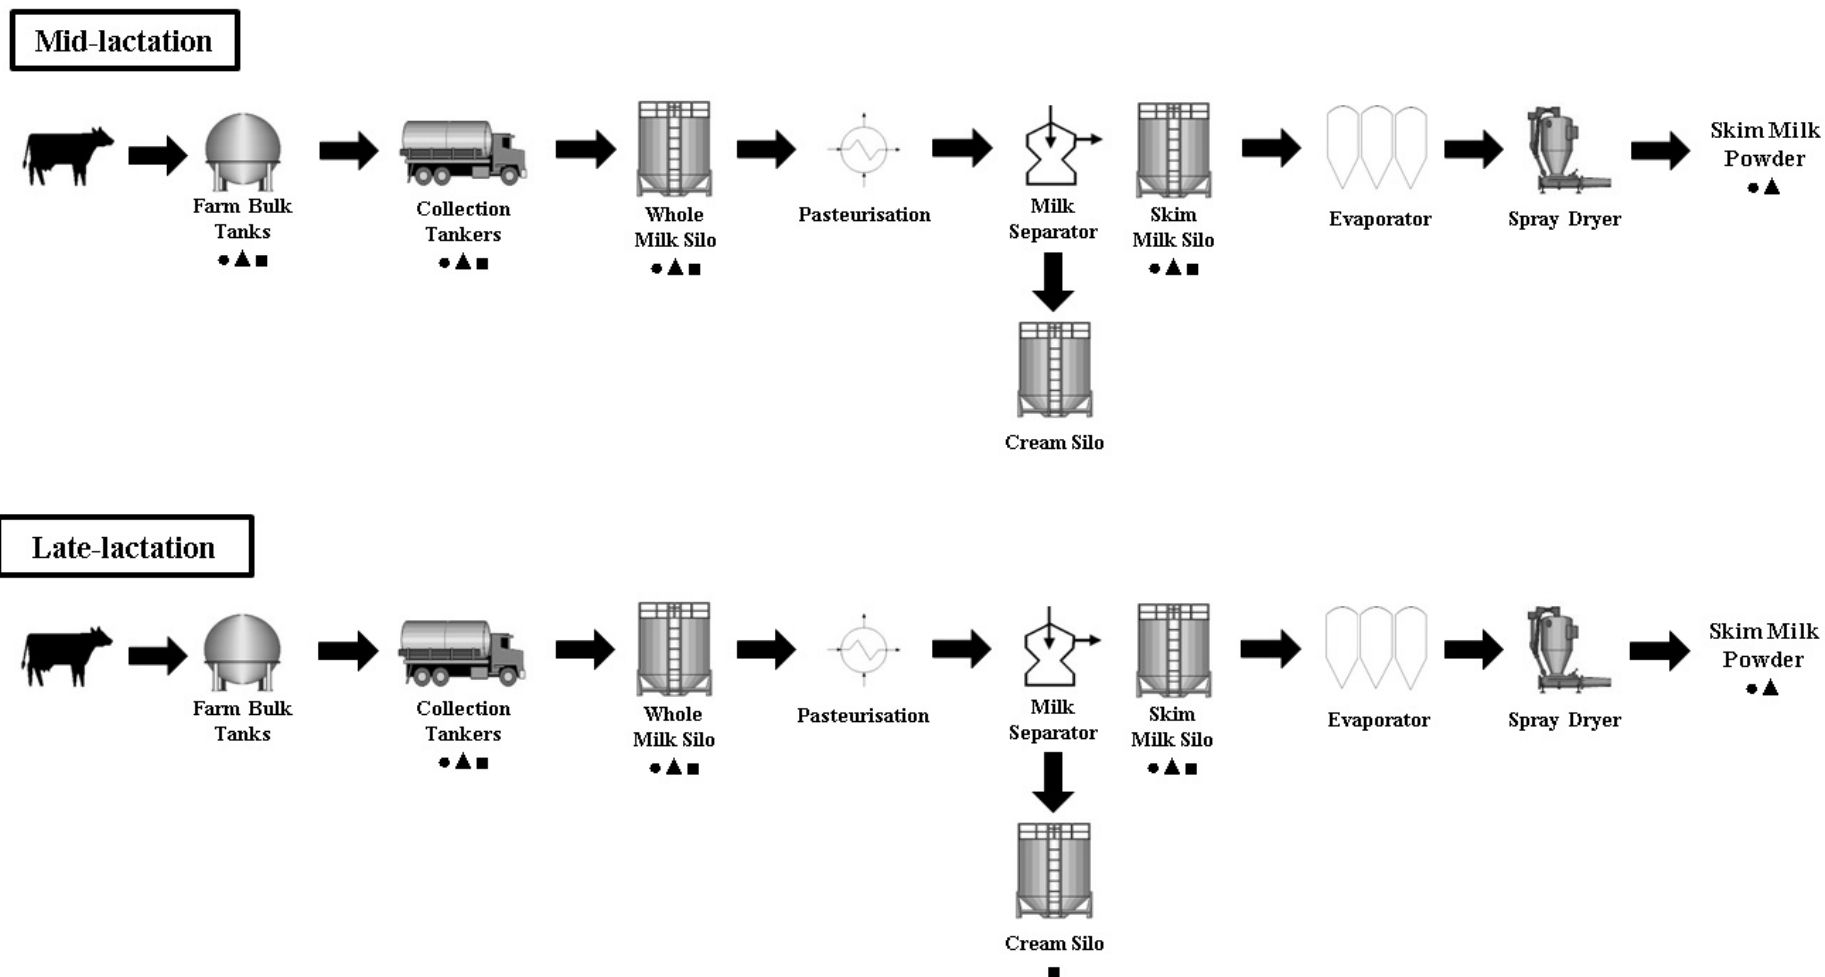 Mid-lactation
Farm Bulk
Tanks
● ▲ ■
Collection
Tankers
● ▲ ■
Whole
Milk Silo
● ▲ ■
Pasteurisation
Milk
Separator
Skim
Milk Silo
● ▲ ■
Evaporator
Spray Dryer
Skim Milk
Powder
● ▲
Cream Silo
Late-lactation
Farm Bulk
Tanks
Collection
Tankers
● ▲ ■
Whole
Milk Silo
● ▲ ■
Pasteurisation
Milk
Separator
Skim
Milk Silo
● ▲ ■
Evaporator
Spray Dryer
Skim Milk
Powder
● ▲
Cream Silo
■